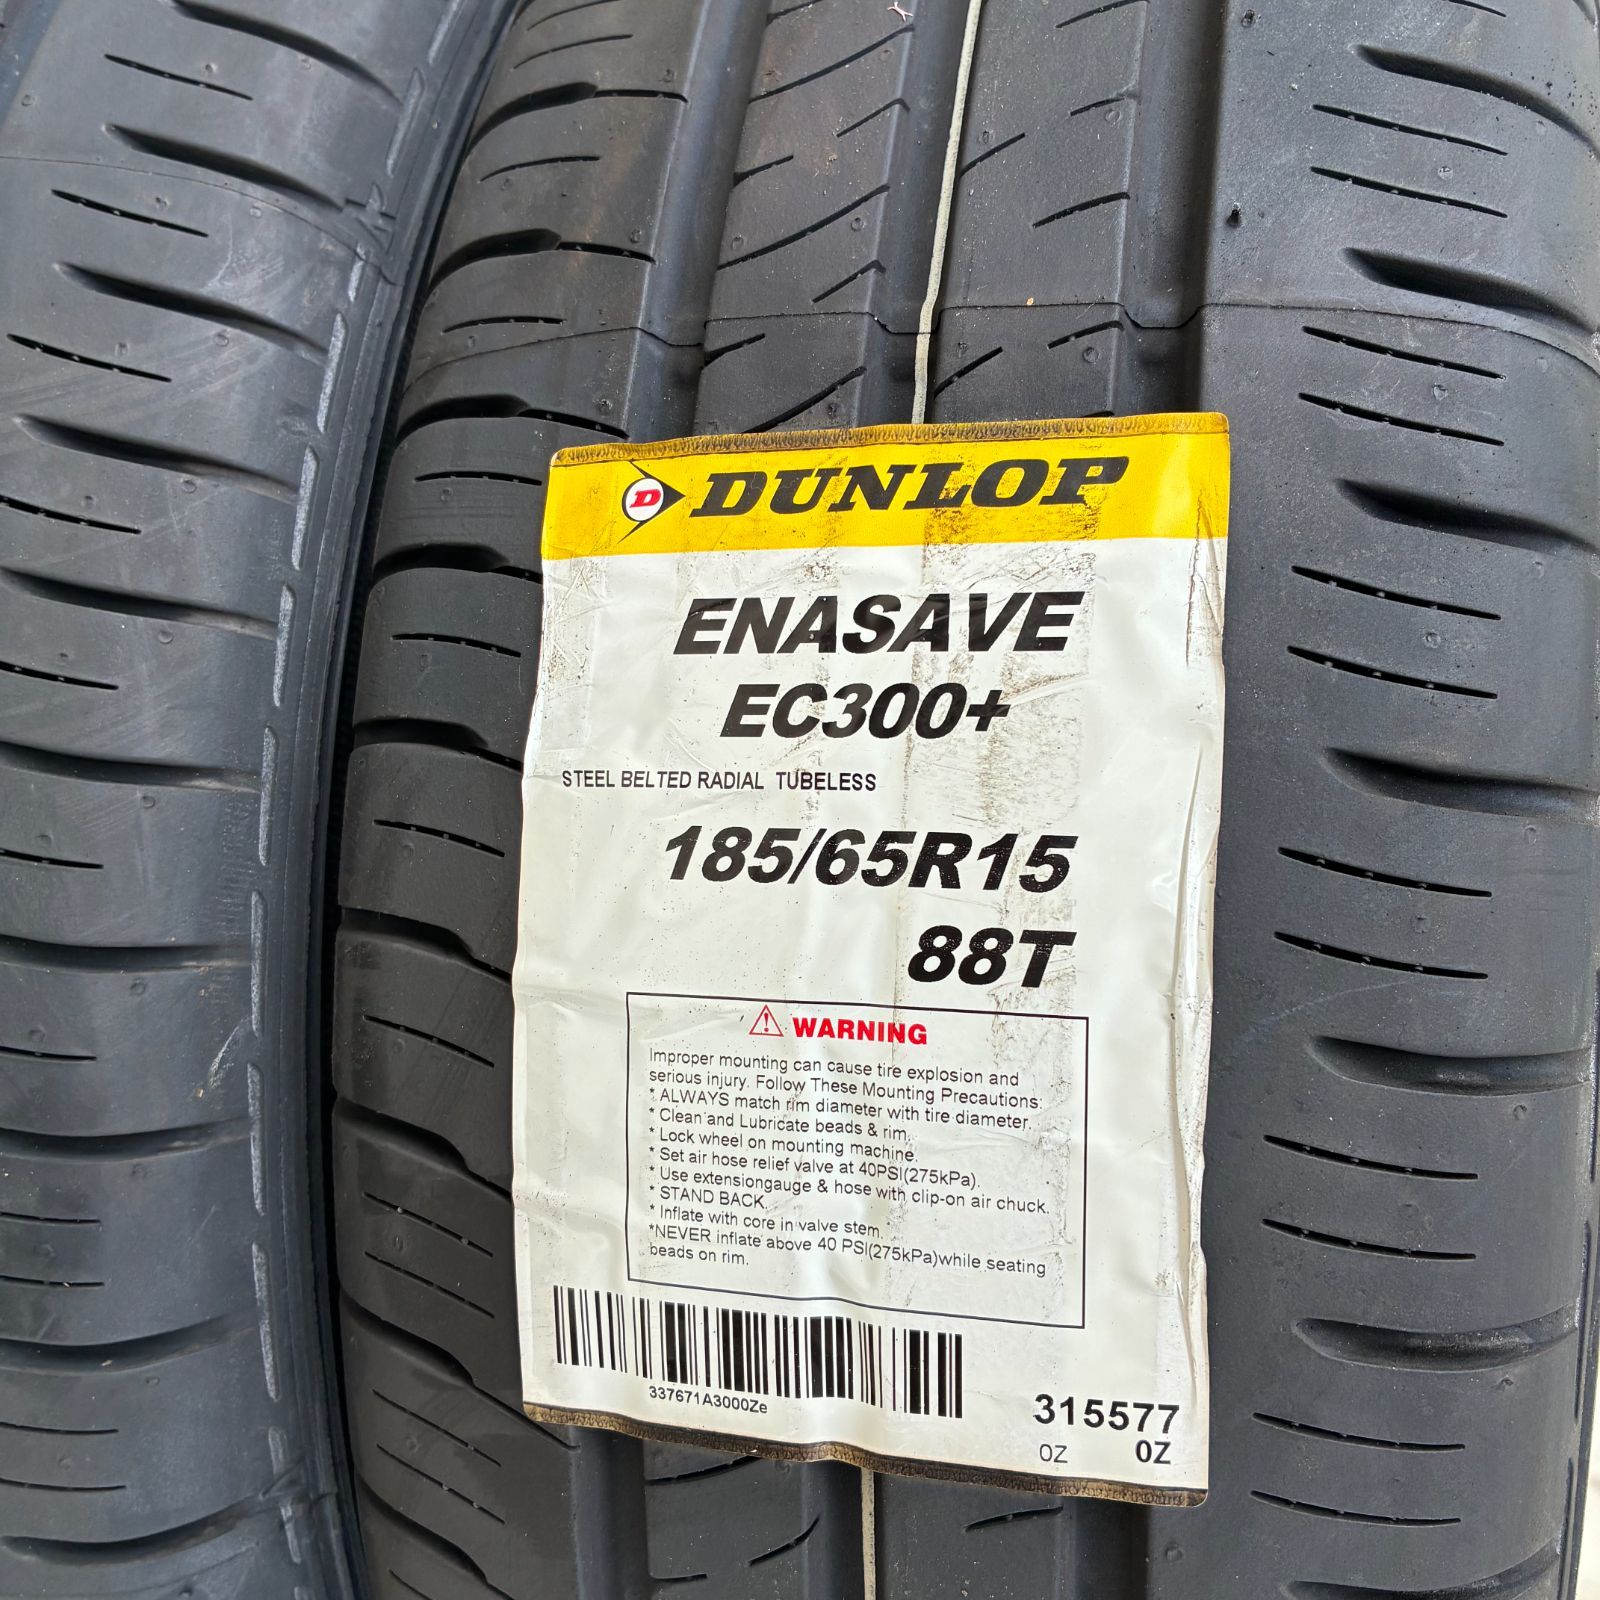 D DUNLOP
ENASAVE
EC300+
STEEL BELTED RADIAL TUBELESS
185/65R15
88T
WARNING
Improper mounting can cause tire explosion and
serious injury. Follow These Mounting Precautions:
* ALWAYS match rim diameter with tire diameter.
* Clean and Lubricate beads & rim.
* Lock wheel on mounting machine.
* Set air hose relief valve at 40PSI(275kPa).
* Use extensiongauge & hose with clip-on air chuck.
* STAND BACK.
* Inflate with core in valve stem.
*NEVER inflate above 40 PSI(275kPa)while seating
beads on rim.
337671A3000Ze
315577
0Z 0Z